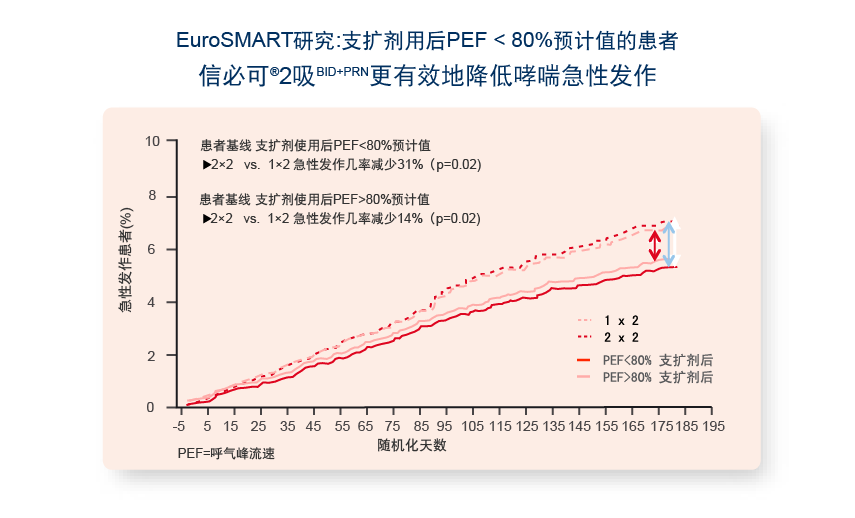 EuroSMART研究:支扩剂用后PEF < 80%预计值的患者
信必可®2吸BID+PRN更有效地降低哮喘急性发作
患者基线 支扩剂使用后PEF<80%预计值
▶2×2 vs. 1×2 急性发作几率减少31%（p=0.02)
患者基线 支扩剂使用后PEF>80%预计值
▶2×2 vs. 1×2 急性发作几率减少14%（p=0.02)
急性发作患者(%)
10
8
6
4
2
0
1 x 2
2 x 2
PEF<80% 支扩剂后
PEF>80% 支扩剂后
-5 5 15 25 35 45 55 65 75 85 95 105 115 125 135 145 155 165 175 185 195
随机化天数
PEF=呼气峰流速